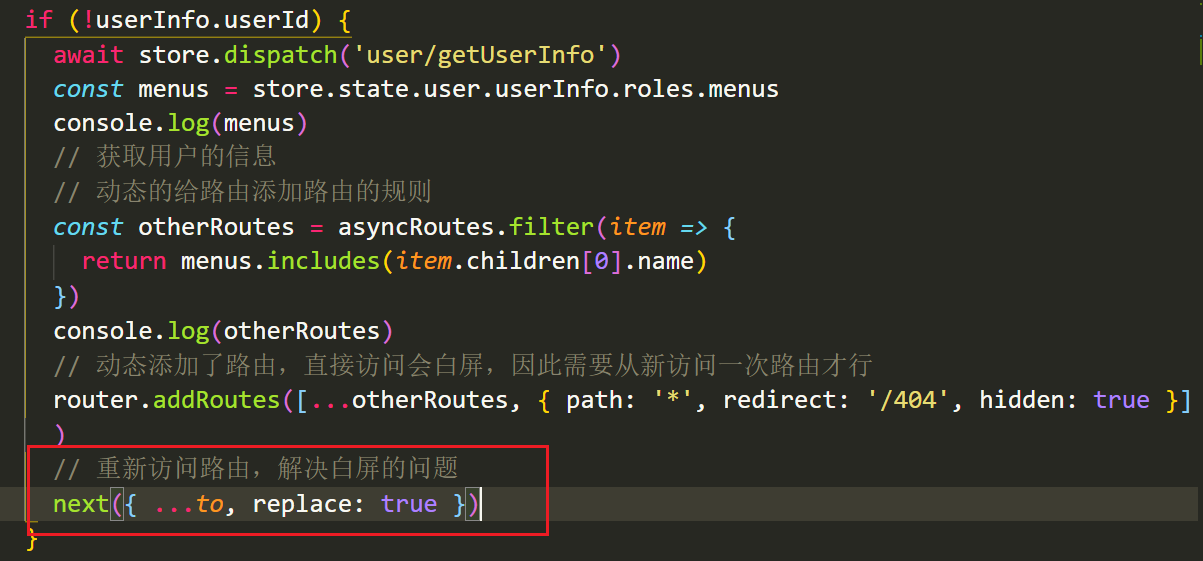 if (!userInfo.userId) {
await store.dispatch('user/getUserInfo')
const menus = store.state.user.userInfo.roles.menus
console.log(menus)
// 获取用户的信息
// 动态的给路由添加路由的规则
const otherRoutes = asyncRoutes.filter(item => {
return menus.includes(item.children[0].name)
})
console.log(otherRoutes)
// 动态添加了路由，直接访问会白屏，因此需要从新访问一次路由才行
router.addRoutes([...otherRoutes, { path: '*', redirect: '/404', hidden: true }]
)
// 重新访问路由，解决白屏的问题
next({ ...to, replace: true })
}